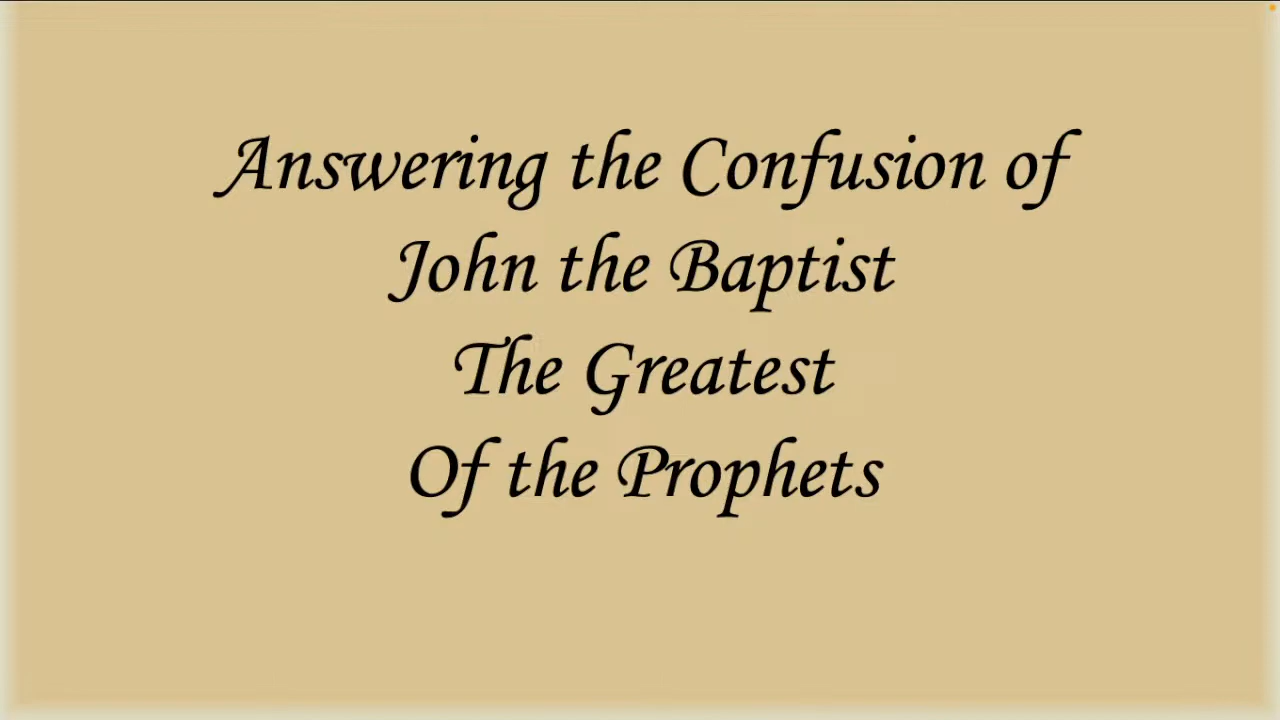 Answering the Confusion of
John the Baptist
The Greatest
Of the Prophets